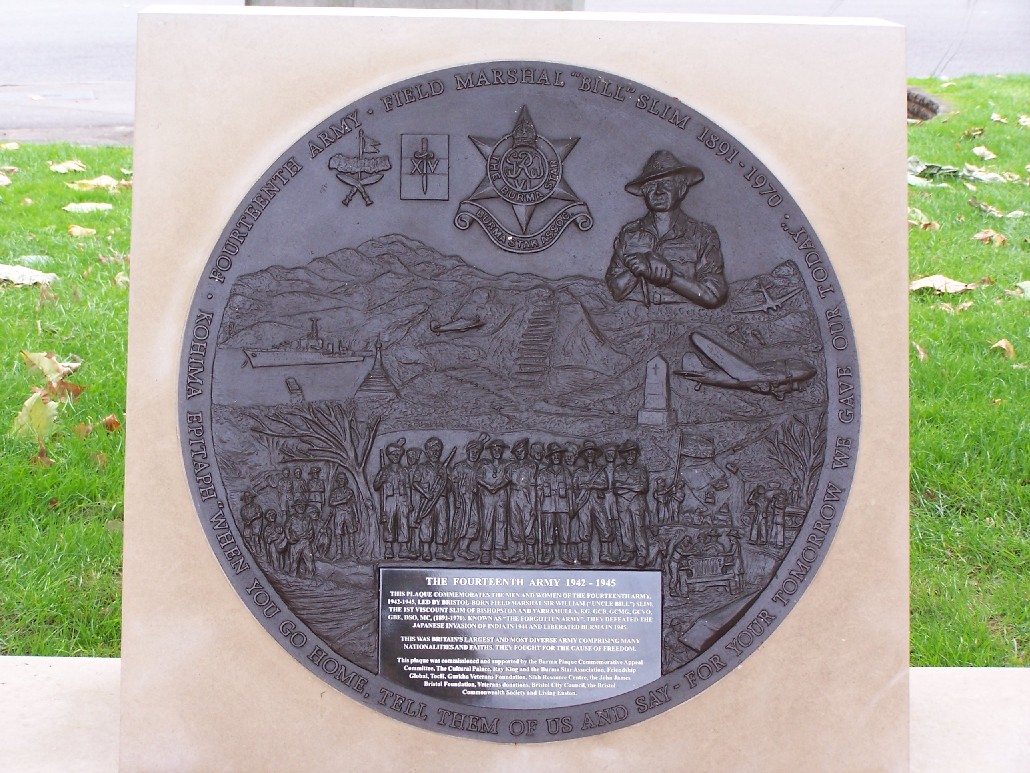 FOURTEENTH ARMY · FIELD MARSHAL "BILL" SLIM 1891 - 1970 ·
KOHIMA EPITAPH "WHEN YOU GO HOME, TELL THEM OF US AND SAY - FOR YOUR TOMORROW WE GAVE OUR TODAY" ·
XIV
THE BURMA STAR
VI
BURMA STAR ASSOC
THE FOURTEENTH ARMY 1942 - 1945
THIS PLAQUE COMMEMORATES THE MEN AND WOMEN OF THE FOURTEENTH ARMY,
1942-1945, LED BY BRISTOL-BORN FIELD MARSHAL SIR WILLIAM ("UNCLE BILL") SLIM,
THE 1ST VISCOUNT SLIM OF BISHOPSTON AND YARRAMULLA, KG, GCB, GCMG, GCVO,
GBE, DSO, MC, (1891-1970). KNOWN AS "THE FORGOTTEN ARMY", THEY DEFEATED THE
JAPANESE INVASION OF INDIA IN 1944 AND LIBERATED BURMA IN 1945.
THIS WAS BRITAIN'S LARGEST AND MOST DIVERSE ARMY COMPRISING MANY
NATIONALITIES AND FAITHS. THEY FOUGHT FOR THE CAUSE OF FREEDOM.
This plaque was commissioned and supported by the Burma Plaque Commemorative Appeal
Committee, The Cultural Palace, Ray King and the Burma Star Association, Friendship
Global, TocH, Gurkha Veterans Foundation, Sikh Resource Centre, the John James
Bristol Foundation, Veterans donations, Bristol City Council, the Bristol
Commonwealth Society and Living Easton.